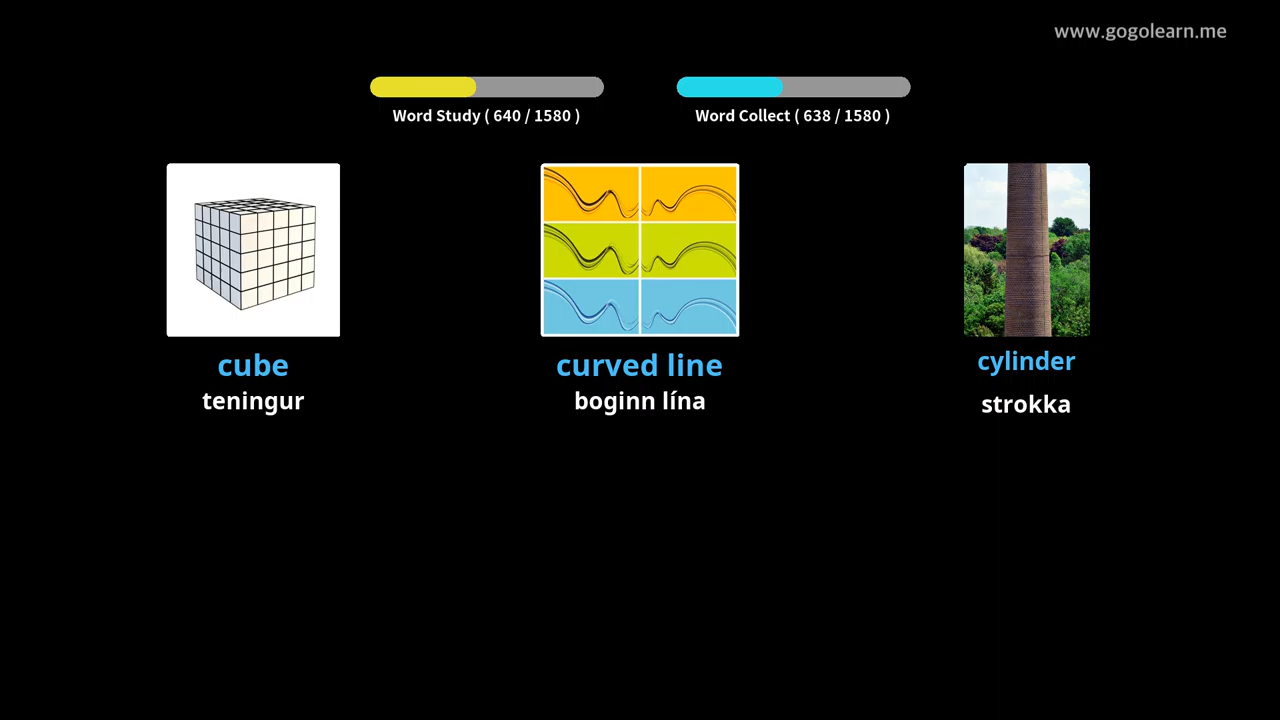 www.gogolearn.me
Word Study ( 640 / 1580 )
Word Collect ( 638 / 1580 )
cube
teningur
curved line
boginn lína
cylinder
strokka